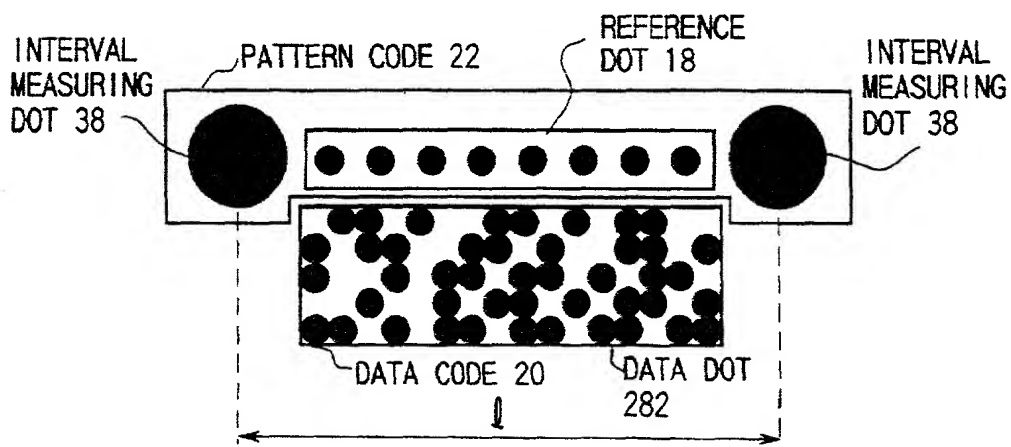 INTERVAL
MEASURING
DOT 38
PATTERN CODE 22
REFERENCE
DOT 18
INTERVAL
MEASURING
DOT 38
DATA CODE 20
DATA DOT
282
l